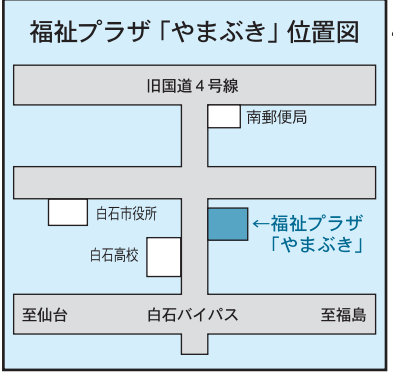 福祉プラザ「やまぶき」位置図
旧国道４号線
南郵便局
白石市役所
←福祉プラザ
「やまぶき」
白石高校
至仙台
白石バイパス
至福島